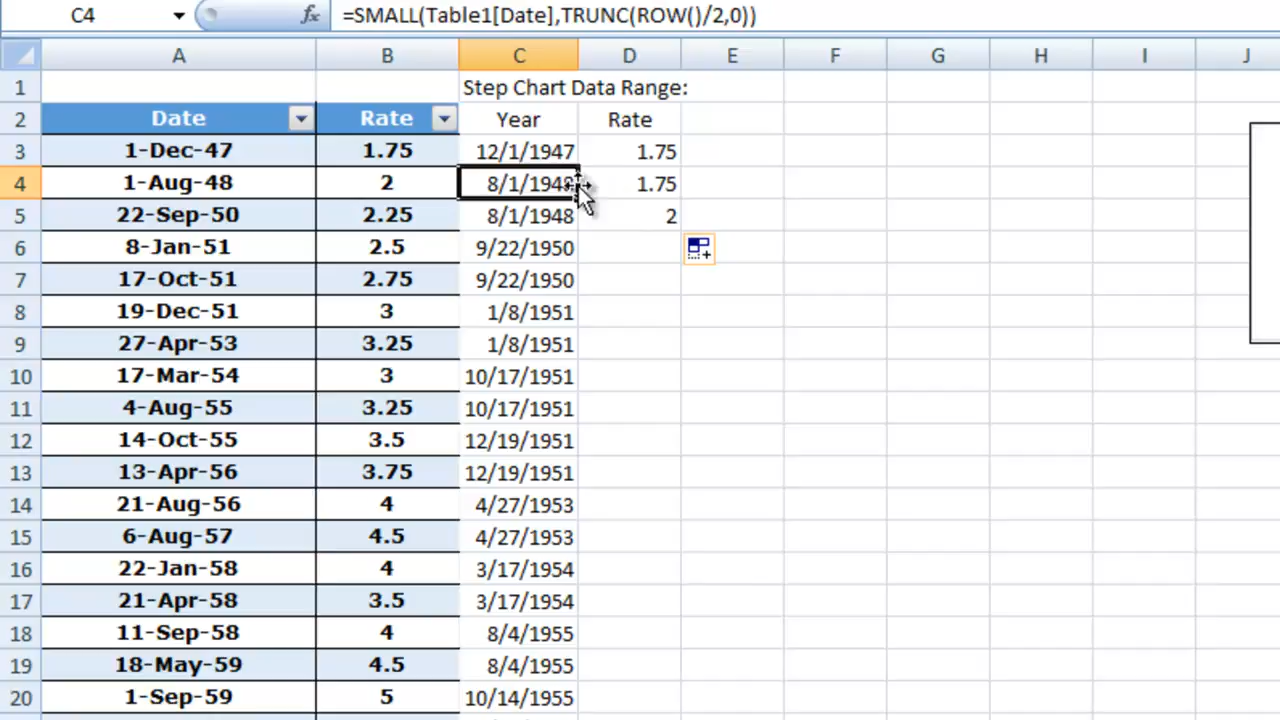 C4 fx =SMALL(Table1[Date],TRUNC(ROW()/2,0))
A B C D E F G H I J
1 Step Chart Data Range:
2 Date Rate Year Rate
3 1-Dec-47 1.75 12/1/1947 1.75
4 1-Aug-48 2 8/1/1948 1.75
5 22-Sep-50 2.25 8/1/1948 2
6 8-Jan-51 2.5 9/22/1950
7 17-Oct-51 2.75 9/22/1950
8 19-Dec-51 3 1/8/1951
9 27-Apr-53 3.25 1/8/1951
10 17-Mar-54 3 10/17/1951
11 4-Aug-55 3.25 10/17/1951
12 14-Oct-55 3.5 12/19/1951
13 13-Apr-56 3.75 12/19/1951
14 21-Aug-56 4 4/27/1953
15 6-Aug-57 4.5 4/27/1953
16 22-Jan-58 4 3/17/1954
17 21-Apr-58 3.5 3/17/1954
18 11-Sep-58 4 8/4/1955
19 18-May-59 4.5 8/4/1955
20 1-Sep-59 5 10/14/1955